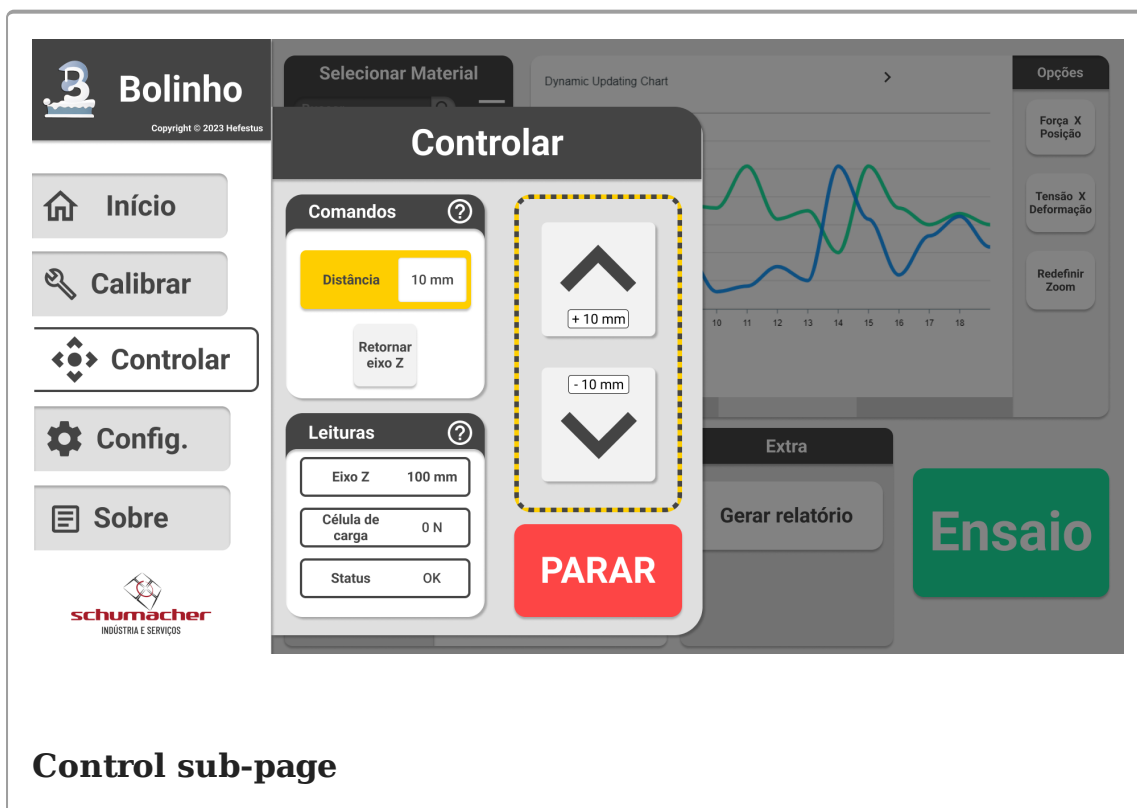 Bolinho
Copyright © 2023 Hefestus
Início
Calibrar
Controlar
Config.
Sobre
schumacher
INDÚSTRIA E SERVIÇOS
Selecionar Material
Controlar
Comandos ?
Distância 10 mm
Retornar
eixo Z
Leituras ?
Eixo Z 100 mm
Célula de
carga 0 N
Status OK
+ 10 mm
- 10 mm
PARAR
Dynamic Updating Chart
10 11 12 13 14 15 16 17 18
Opções
Força X
Posição
Tensão X
Deformação
Redefinir
Zoom
Extra
Gerar relatório
Ensaio
Control sub-page